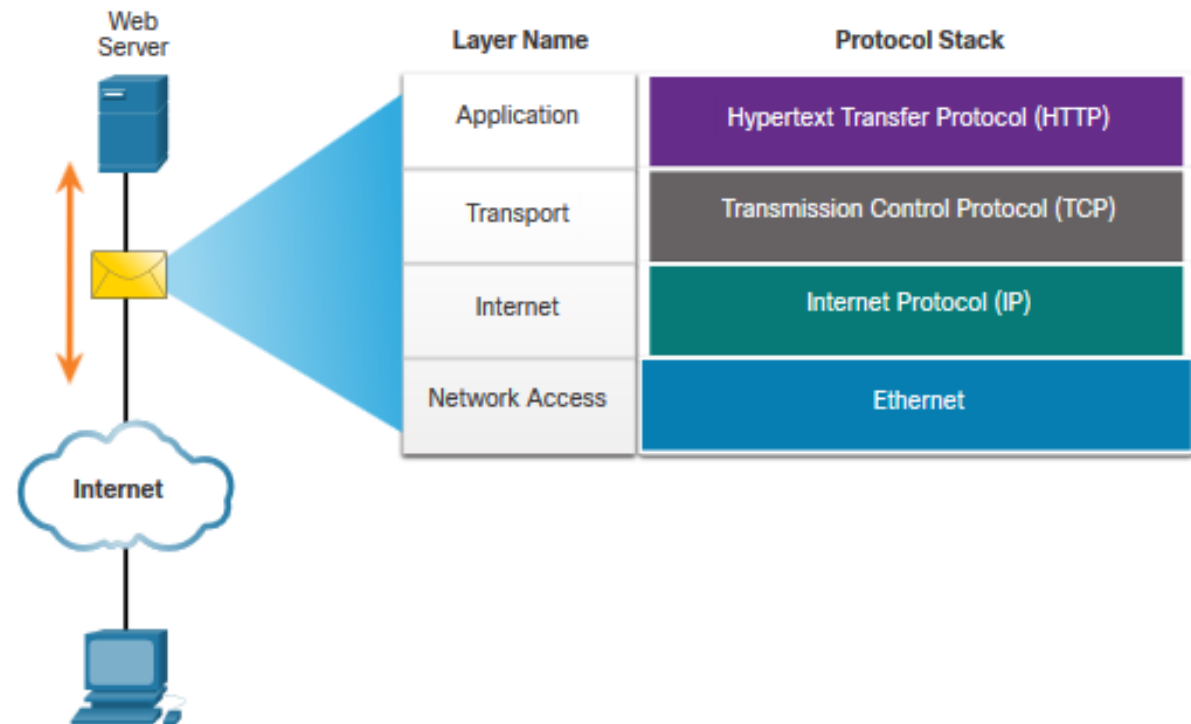 Web
Server
Layer Name
Protocol Stack
Application
Hypertext Transfer Protocol (HTTP)
Transport
Transmission Control Protocol (TCP)
Internet
Internet Protocol (IP)
Network Access
Ethernet
Internet